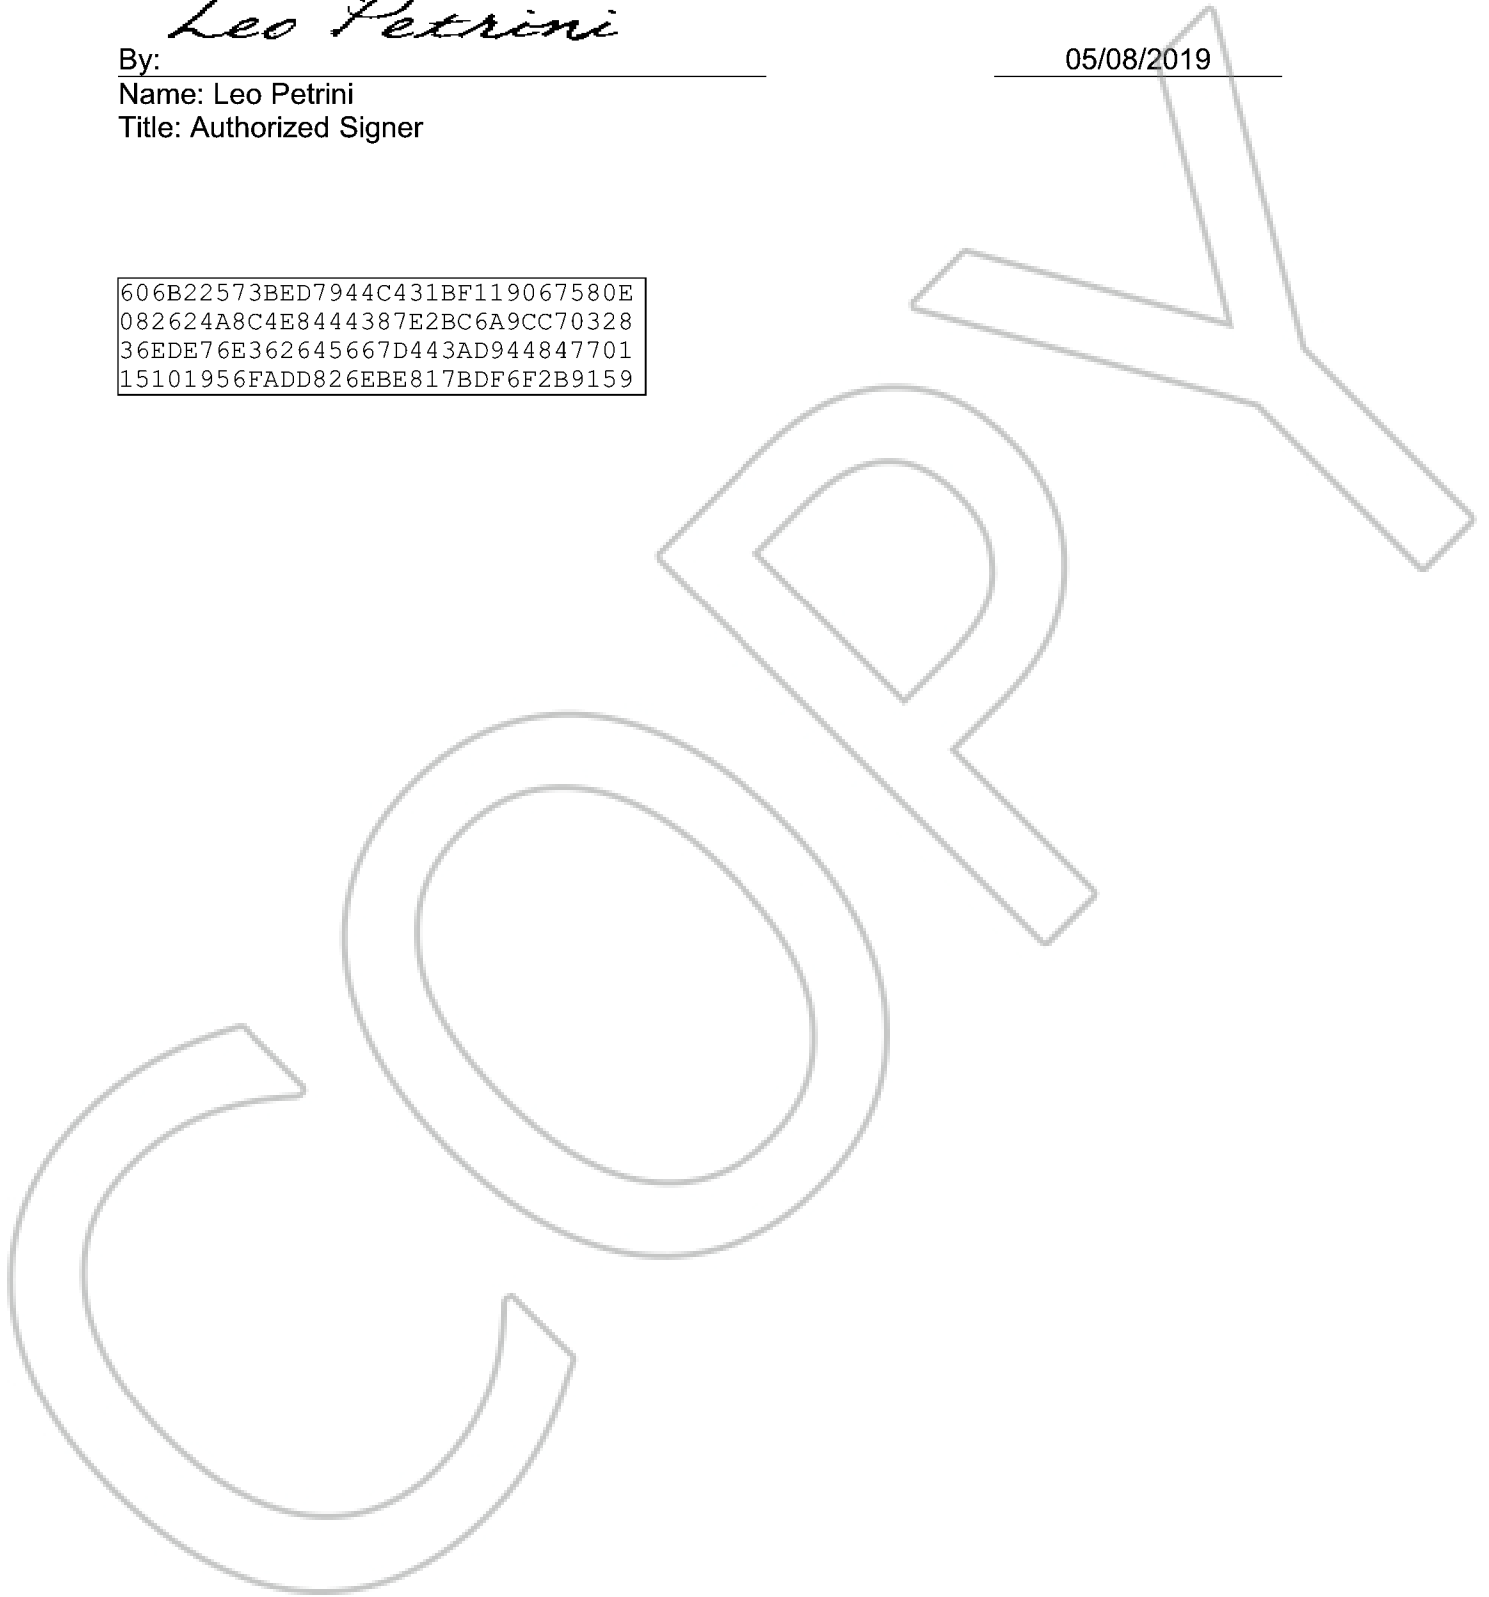 Leo Petrini
By: 05/08/2019
Name: Leo Petrini
Title: Authorized Signer
606B22573BED7944C431BF119067580E
082624A8C4E8444387E2BC6A9CC70328
36EDE76E362645667D443AD944847701
15101956FADD826EBE817BDF6F2B9159
COPY